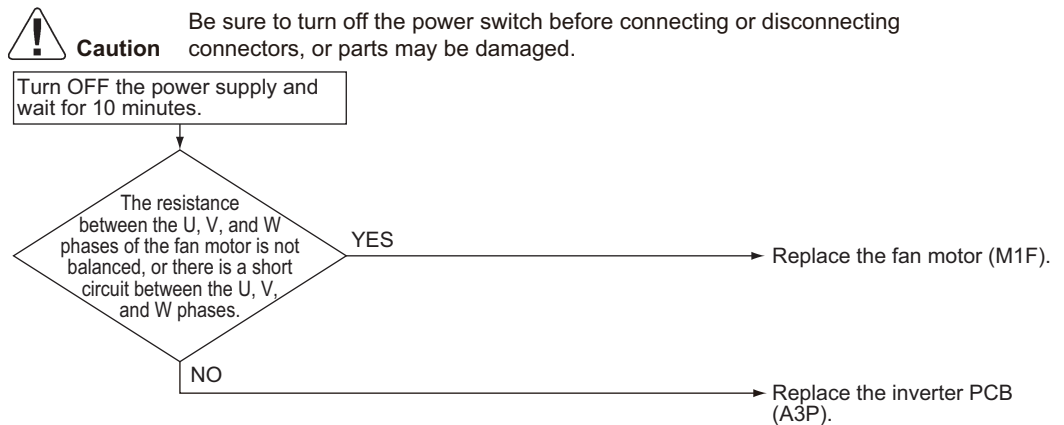 Be sure to turn off the power switch before connecting or disconnecting
Caution connectors, or parts may be damaged.
Turn OFF the power supply and
wait for 10 minutes.
The resistance
between the U, V, and W
phases of the fan motor is not
balanced, or there is a short
circuit between the U, V,
and W phases.
YES
Replace the fan motor (M1F).
NO
Replace the inverter PCB
(A3P).